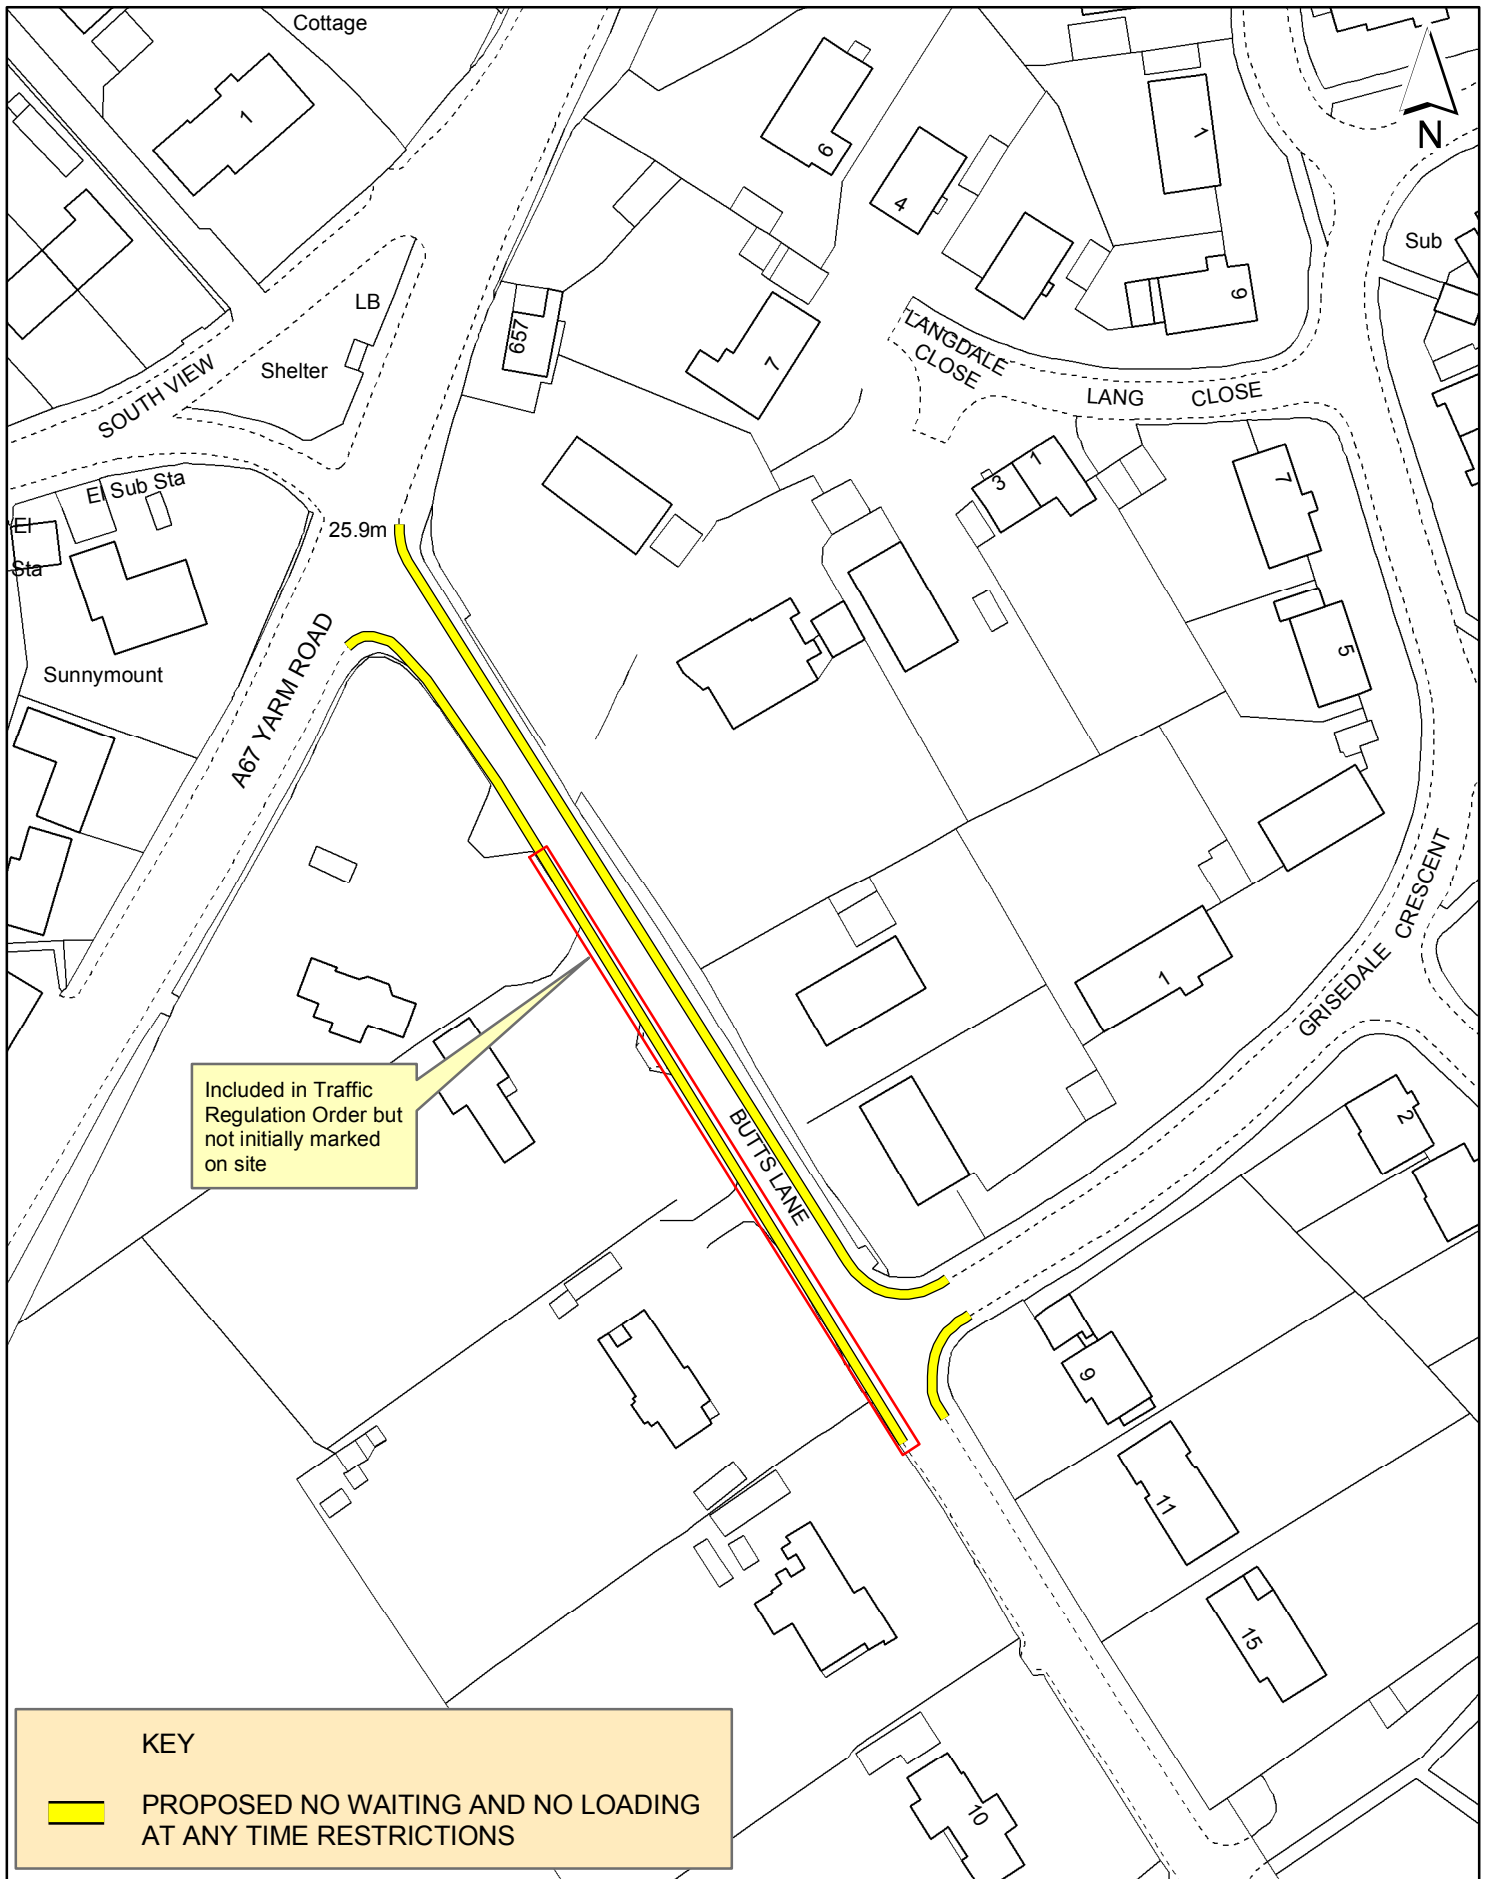 Cottage
1
6
4
1
N
Sub
LB
657
9
Shelter
7
LANGDALE
CLOSE
SOUTH VIEW
LANG CLOSE
El Sub Sta
3
1
7
El
Sta
25.9m
5
Sunnymount
A67 YARM ROAD
GRISEDALE CRESCENT
1
Included in Traffic
Regulation Order but
not initially marked
on site
BUTTS LANE
2
9
11
15
10
KEY
PROPOSED NO WAITING AND NO LOADING
AT ANY TIME RESTRICTIONS